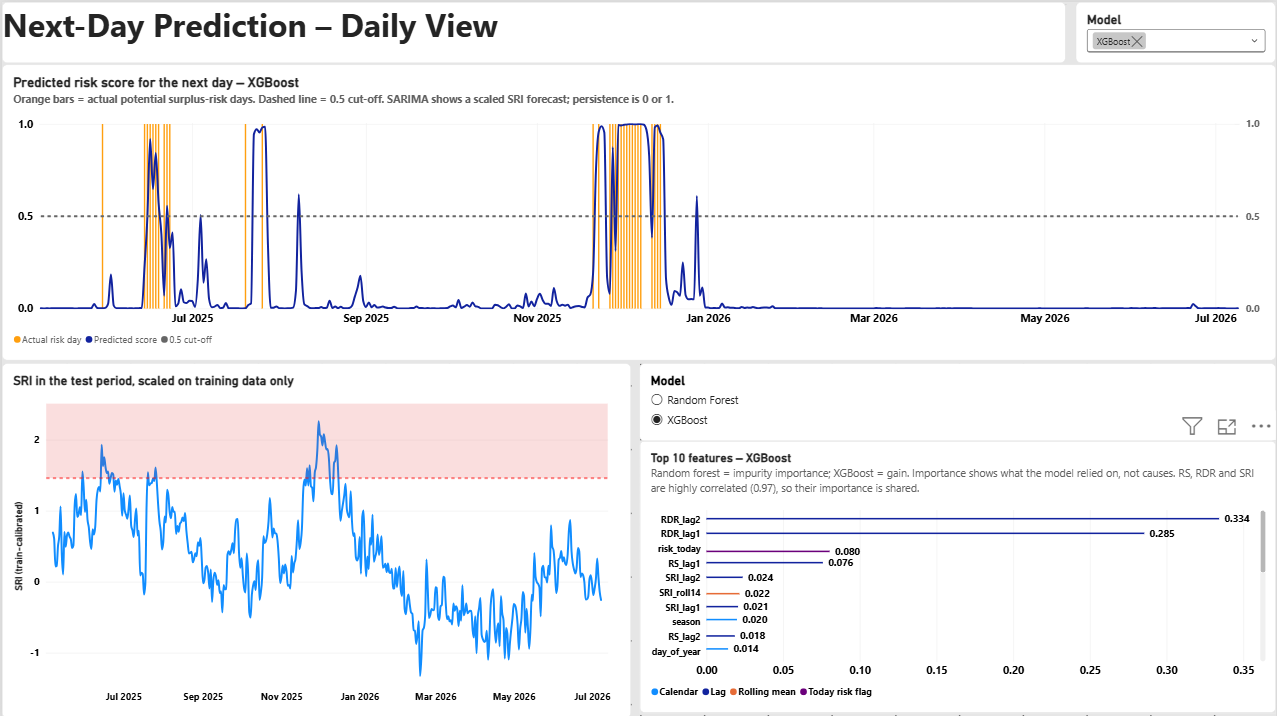 Next-Day Prediction – Daily View
Model
XGBoost
Predicted risk score for the next day – XGBoost
Orange bars = actual potential surplus-risk days. Dashed line = 0.5 cut-off. SARIMA shows a scaled SRI forecast; persistence is 0 or 1.
1.0
1.0
0.5
0.5
0.0
0.0
Jul 2025
Sep 2025
Nov 2025
Jan 2026
Mar 2026
May 2026
Jul 2026
Actual risk day
Predicted score
0.5 cut-off
SRI in the test period, scaled on training data only
SRI (train-calibrated)
2
1
0
-1
Jul 2025
Sep 2025
Nov 2025
Jan 2026
Mar 2026
May 2026
Jul 2026
Model
Random Forest
XGBoost
Top 10 features – XGBoost
Random forest = impurity importance; XGBoost = gain. Importance shows what the model relied on, not causes. RS, RDR and SRI
are highly correlated (0.97), so their importance is shared.
RDR_lag2 0.334
RDR_lag1 0.285
risk_today 0.080
RS_lag1 0.076
SRI_lag2 0.024
SRI_roll14 0.022
SRI_lag1 0.021
season 0.020
RS_lag2 0.018
day_of_year 0.014
0.00
0.05
0.10
0.15
0.20
0.25
0.30
0.35
Calendar
Lag
Rolling mean
Today risk flag